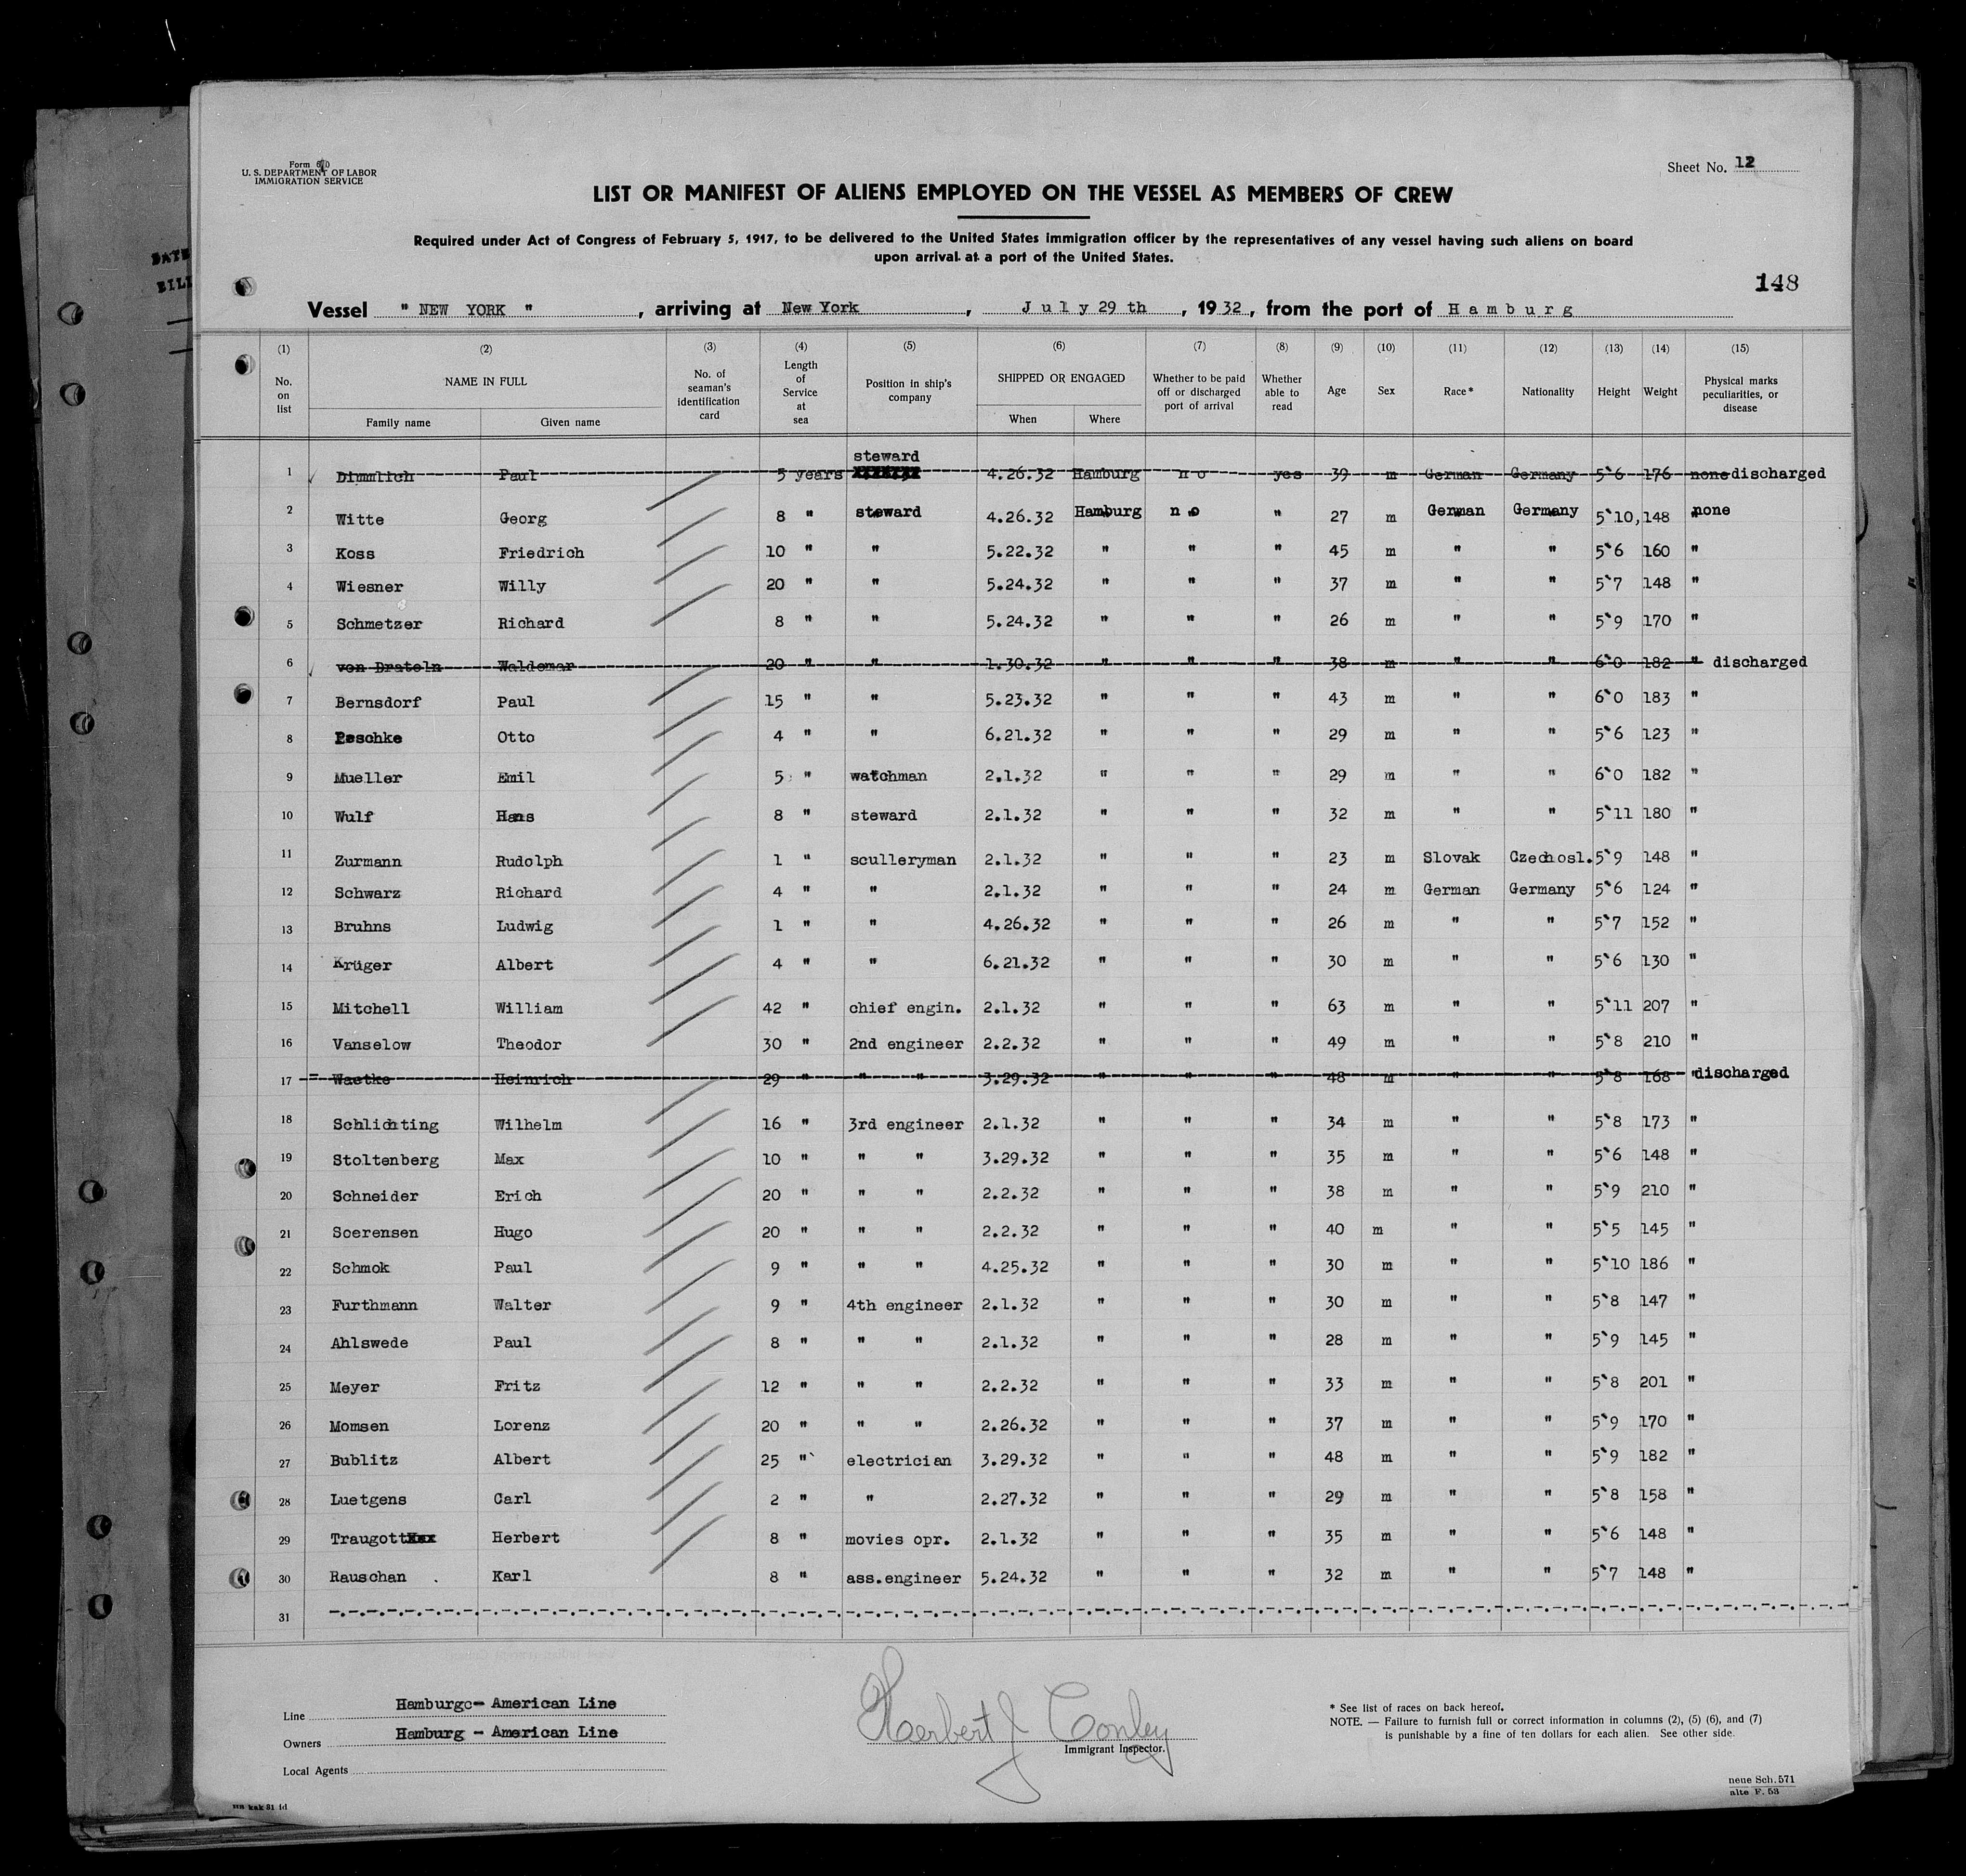 Form 680
U. S. DEPARTMENT OF LABOR
IMMIGRATION SERVICE
Sheet No. 12
LIST OR MANIFEST OF ALIENS EMPLOYED ON THE VESSEL AS MEMBERS OF CREW
Required under Act of Congress of February 5, 1917, to be delivered to the United States immigration officer by the representatives of any vessel having such aliens on board
upon arrival at a port of the United States.
148
Vessel " NEW YORK " , arriving at New York , July 29 th , 1932, from the port of Hamburg
(1) (2) (3) (4) (5) (6) (7) (8) (9) (10) (11) (12) (13) (14) (15)
No. on list NAME IN FULL Family name Given name No. of seaman's identification card Length of Service at sea Position in ship's company SHIPPED OR ENGAGED When Where Whether to be paid off or discharged port of arrival Whether able to read Age Sex Race* Nationality Height Weight Physical marks peculiarities, or disease
1 Dimmlich Paul 5 years steward 4.26.32 Hamburg no yes 39 m German Germany 5'6 176 none discharged
2 Witte Georg 8 " steward 4.26.32 Hamburg no " 27 m German Germany 5'10, 148 none
3 Koss Friedrich 10 " " 5.22.32 " " " 45 m " " 5'6 160 "
4 Wiesner Willy 20 " " 5.24.32 " " " 37 m " " 5'7 148 "
5 Schmetzer Richard 8 " " 5.24.32 " " " 26 m " " 5'9 170 "
6 von Drateln Waldemar 20 " " 1.30.32 " " " 38 m " " 6'0 182 " discharged
7 Bernsdorf Paul 15 " " 5.23.32 " " " 43 m " " 6'0 183 "
8 Peschke Otto 4 " " 6.21.32 " " " 29 m " " 5'6 123 "
9 Mueller Emil 5 " watchman 2.1.32 " " " 29 m " " 6'0 182 "
10 Wulf Hans 8 " steward 2.1.32 " " " 32 m " " 5'11 180 "
11 Zurmann Rudolph 1 " sculleryman 2.1.32 " " " 23 m Slovak Czechosl. 5'9 148 "
12 Schwarz Richard 4 " " 2.1.32 " " " 24 m German Germany 5'6 124 "
13 Bruhns Ludwig 1 " " 4.26.32 " " " 26 m " " 5'7 152 "
14 Krüger Albert 4 " " 6.21.32 " " " 30 m " " 5'6 130 "
15 Mitchell William 42 " chief engin. 2.1.32 " " " 63 m " " 5'11 207 "
16 Vanselow Theodor 30 " 2nd engineer 2.2.32 " " " 49 m " " 5'8 210 "
17 Waetke Heinrich 29 " " " 3.29.32 " " " 48 m " " 5'8 168 " discharged
18 Schlichting Wilhelm 16 " 3rd engineer 2.1.32 " " " 34 m " " 5'8 173 "
19 Stoltenberg Max 10 " " " 3.29.32 " " " 35 m " " 5'6 148 "
20 Schneider Erich 20 " " " 2.2.32 " " " 38 m " " 5'9 210 "
21 Soerensen Hugo 20 " " " 2.2.32 " " " 40 m " " 5'5 145 "
22 Schmok Paul 9 " " " 4.25.32 " " " 30 m " " 5'10 186 "
23 Furthmann Walter 9 " 4th engineer 2.1.32 " " " 30 m " " 5'8 147 "
24 Ahlswede Paul 8 " " " 2.1.32 " " " 28 m " " 5'9 145 "
25 Meyer Fritz 12 " " " 2.2.32 " " " 33 m " " 5'8 201 "
26 Momsen Lorenz 20 " " " 2.26.32 " " " 37 m " " 5'9 170 "
27 Bublitz Albert 25 " electrician 3.29.32 " " " 48 m " " 5'9 182 "
28 Luetgens Carl 2 " " 2.27.32 " " " 29 m " " 5'8 158 "
29 Traugott Herbert 8 " movies opr. 2.1.32 " " " 35 m " " 5'6 148 "
30 Rauschan Karl 8 " ass.engineer 5.24.32 " " " 32 m " " 5'7 148 "
31
Line Hamburgo- American Line
Owners Hamburg - American Line
Local Agents
Herbert J Conley
Immigrant Inspector.
* See list of races on back hereof.
NOTE. — Failure to furnish full or correct information in columns (2), (5) (6), and (7)
is punishable by a fine of ten dollars for each alien. See other side.
neue Sch. 571
alte F. 53